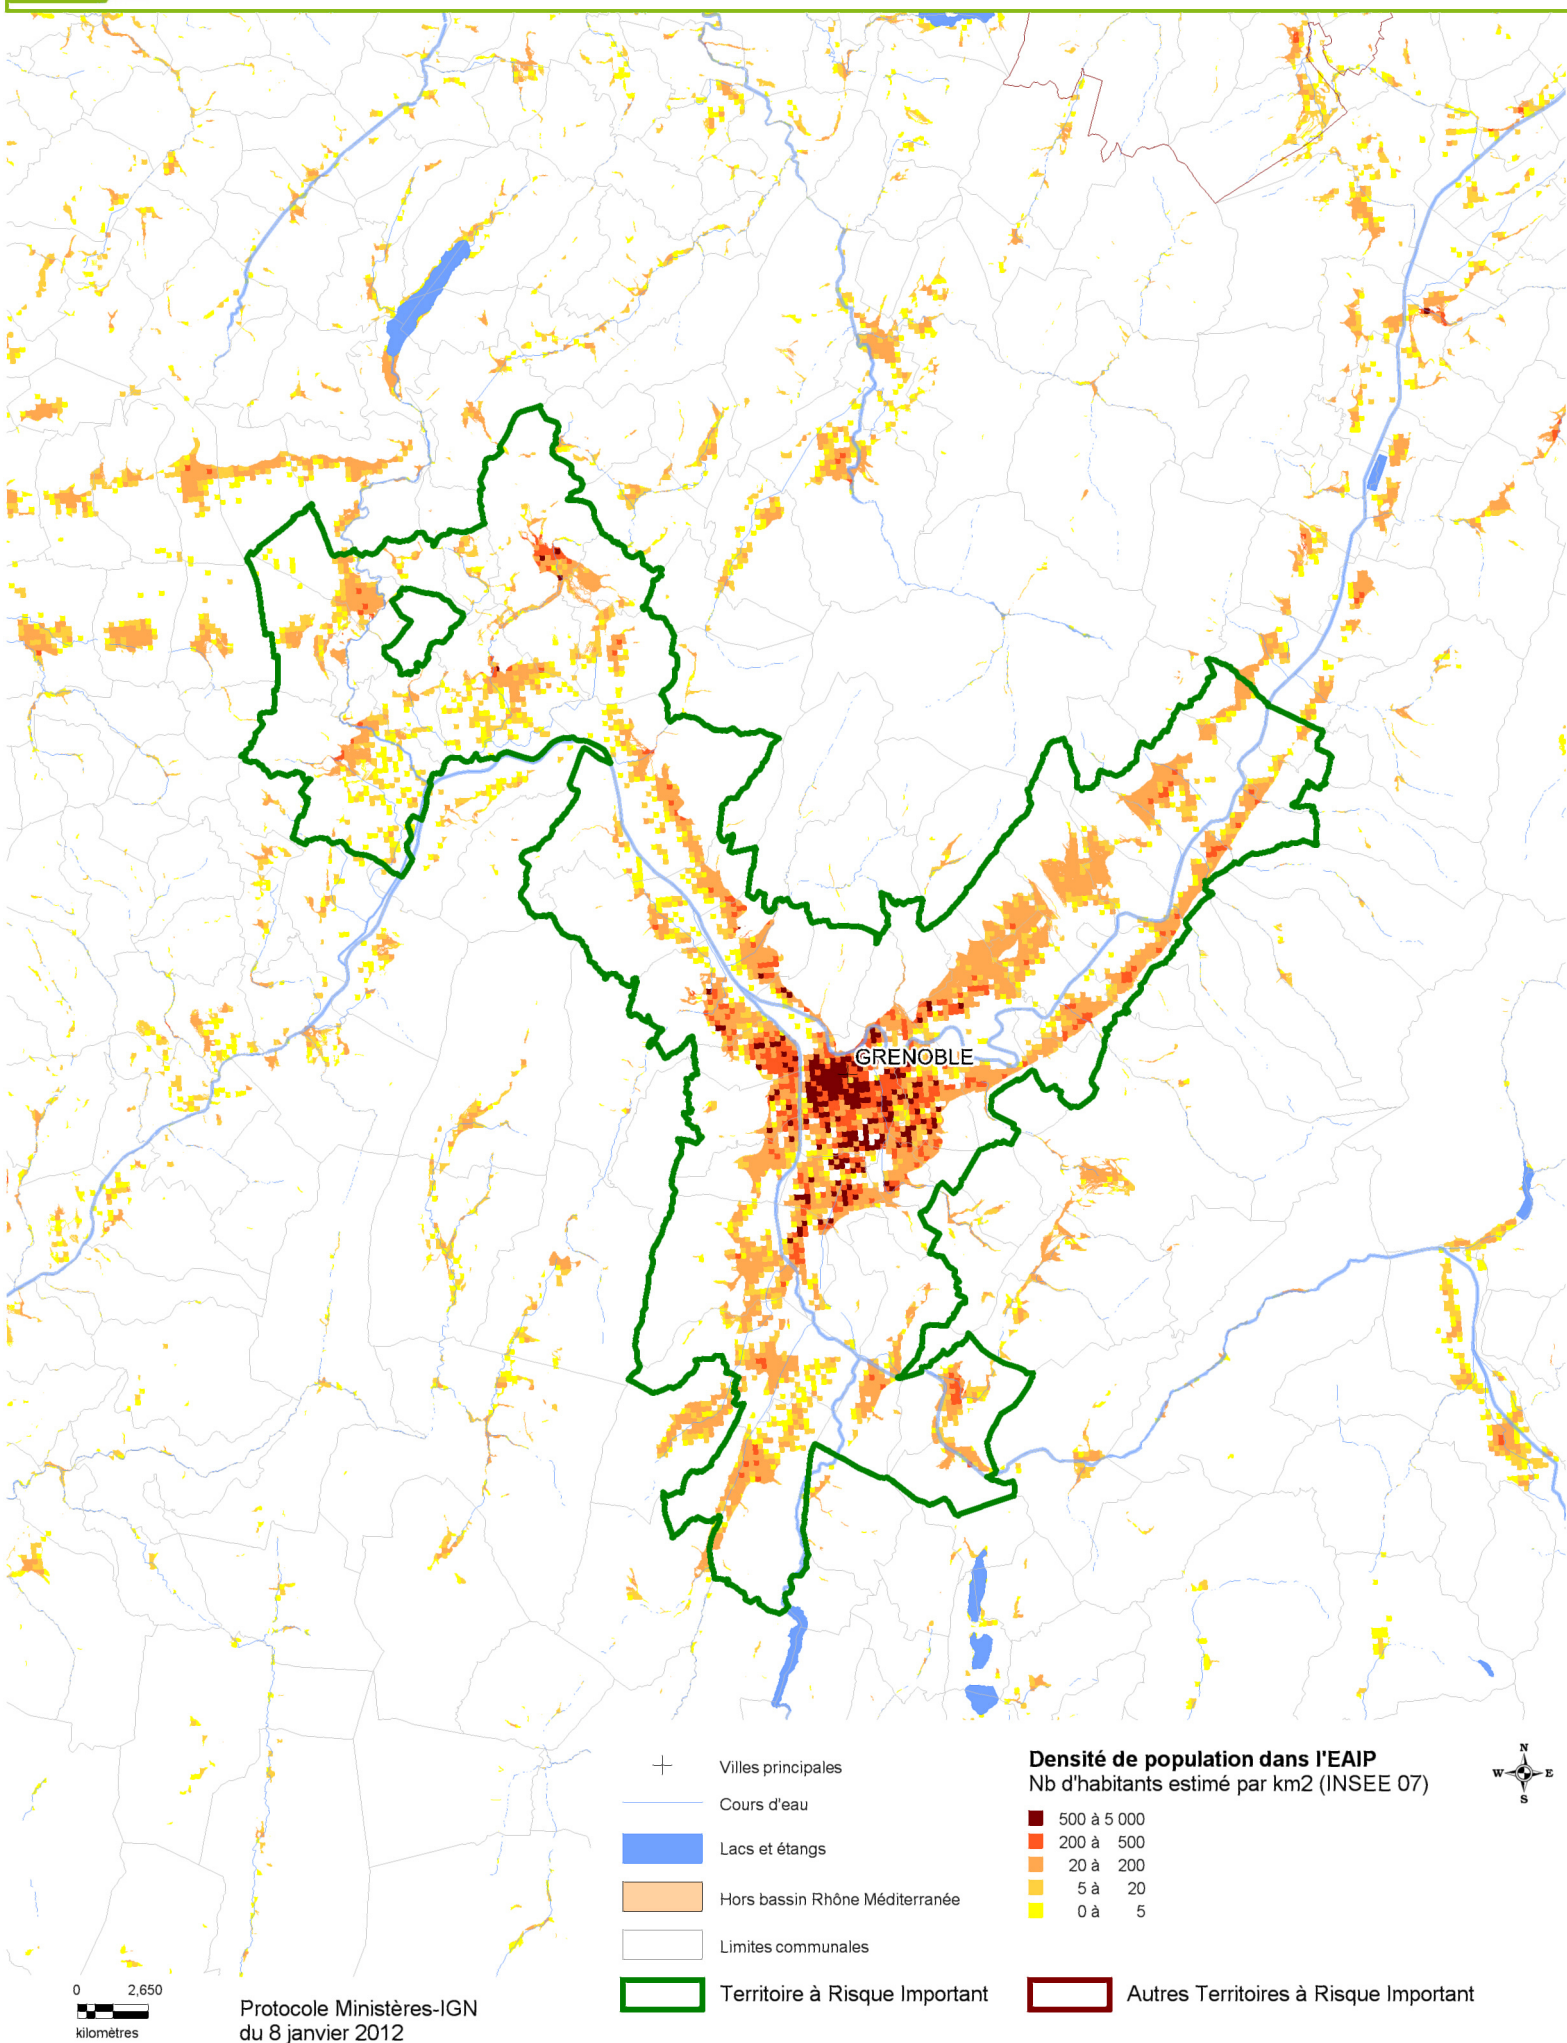 GRENOBLE
Villes principales
Cours d'eau
Lacs et étangs
Hors bassin Rhône Méditerranée
Limites communales
Territoire à Risque Important
Densité de population dans l'EAIP
Nb d'habitants estimé par km2 (INSEE 07)
500 à 5 000
200 à 500
20 à 200
5 à 20
0 à 5
Autres Territoires à Risque Important
N
W E
S
0 2,650
kilomètres
Protocole Ministères-IGN
du 8 janvier 2012